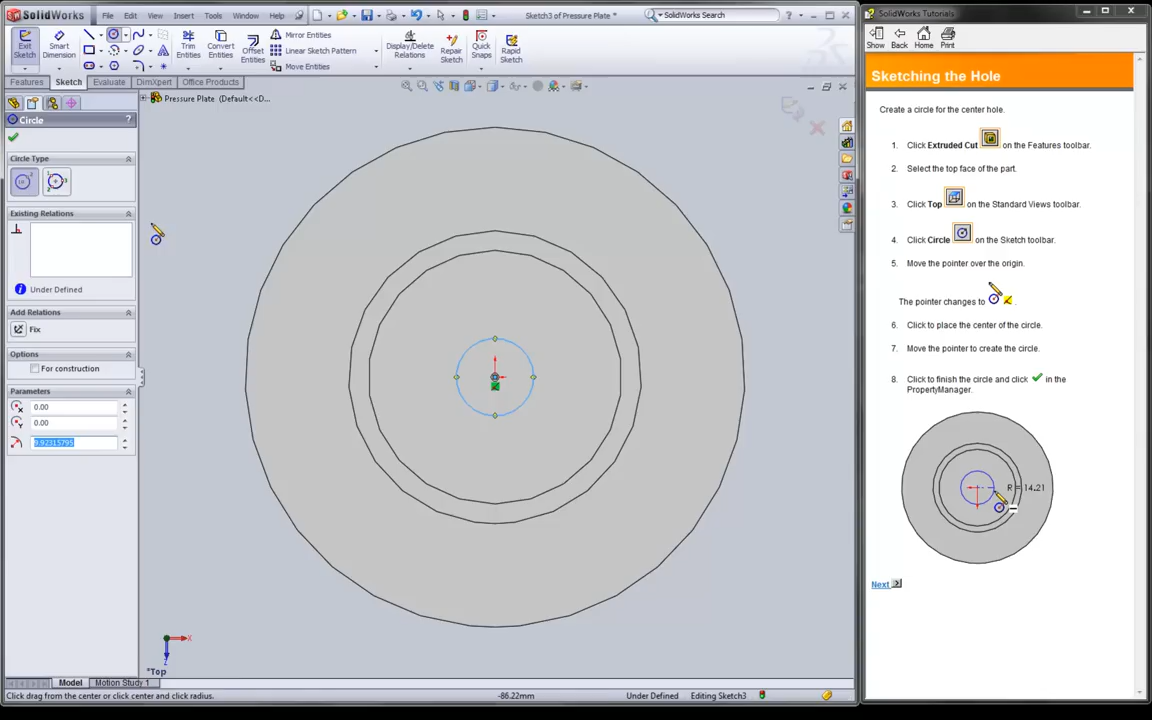 SolidWorks
File Edit View Insert Tools Window Help
Sketch3 of Pressure Plate *
SolidWorks Search
Exit Sketch
Smart Dimension
Trim Entities
Convert Entities
Offset Entities
Mirror Entities
Linear Sketch Pattern
Move Entities
Display/Delete Relations
Repair Sketch
Quick Snaps
Rapid Sketch
Features Sketch Evaluate DimXpert Office Products
Pressure Plate (Default<<D...
Circle ?
Circle Type
Existing Relations
Under Defined
Add Relations
Fix
Options
For construction
Parameters
0.00
0.00
9.92315795
*Top
X
Z
Model Motion Study 1
Click drag from the center or click center and click radius.
-86.22mm Under Defined Editing Sketch3
SolidWorks Tutorials
Show Back Home Print
Sketching the Hole
Create a circle for the center hole.
1. Click Extruded Cut on the Features toolbar.
2. Select the top face of the part.
3. Click Top on the Standard Views toolbar.
4. Click Circle on the Sketch toolbar.
5. Move the pointer over the origin.
The pointer changes to .
6. Click to place the center of the circle.
7. Move the pointer to create the circle.
8. Click to finish the circle and click in the
PropertyManager.
R = 14.21
Next